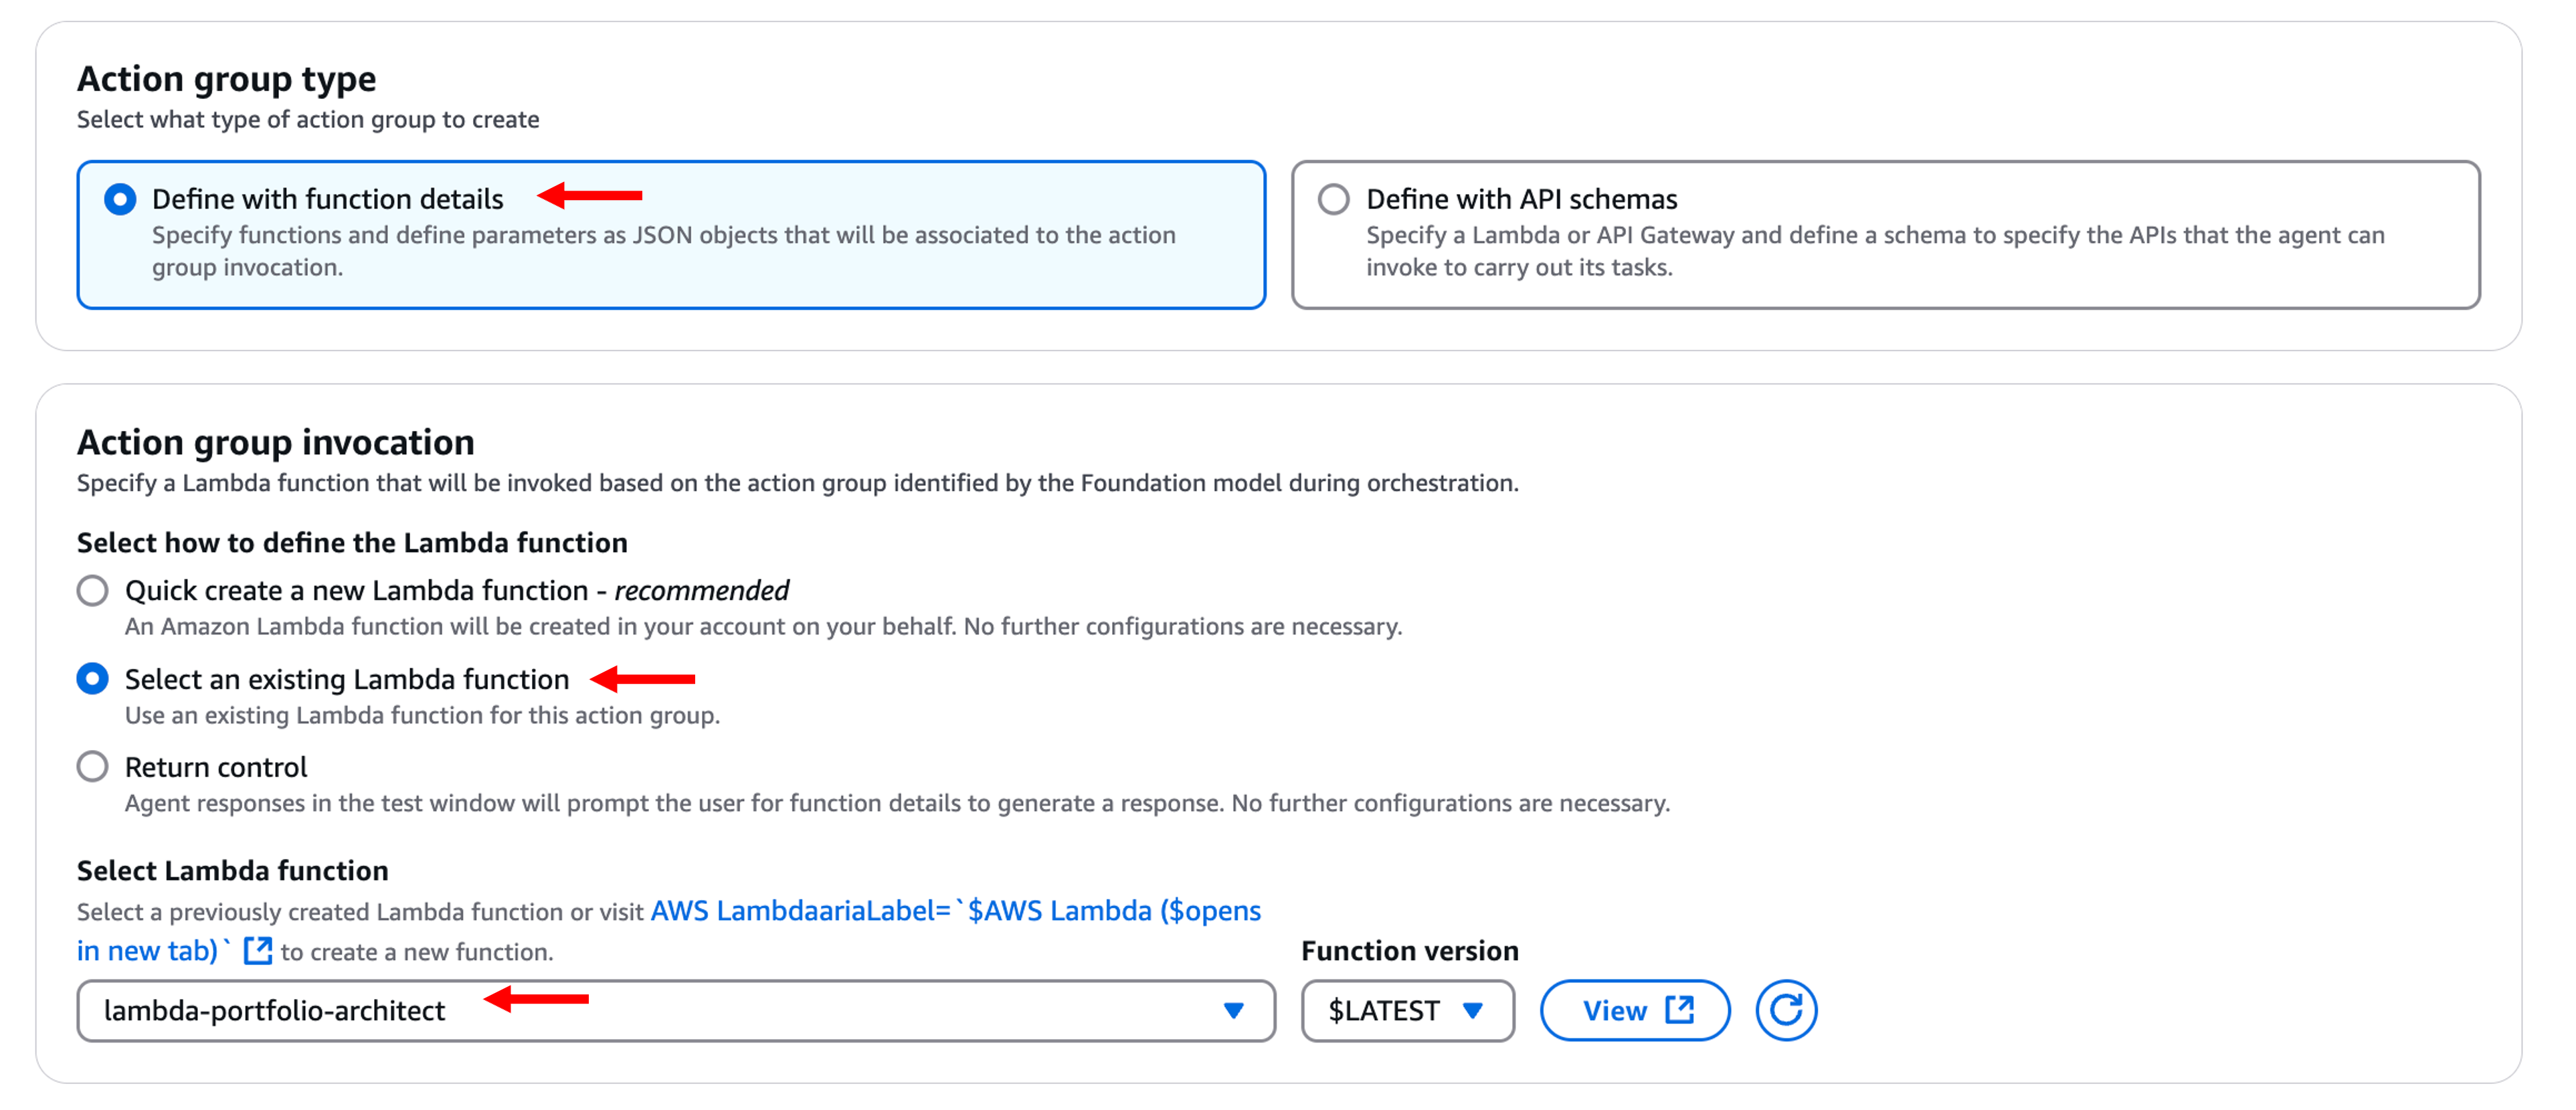 Action group type
Select what type of action group to create
Define with function details
Specify functions and define parameters as JSON objects that will be associated to the action
group invocation.
Define with API schemas
Specify a Lambda or API Gateway and define a schema to specify the APIs that the agent can
invoke to carry out its tasks.
Action group invocation
Specify a Lambda function that will be invoked based on the action group identified by the Foundation model during orchestration.
Select how to define the Lambda function
Quick create a new Lambda function - recommended
An Amazon Lambda function will be created in your account on your behalf. No further configurations are necessary.
Select an existing Lambda function
Use an existing Lambda function for this action group.
Return control
Agent responses in the test window will prompt the user for function details to generate a response. No further configurations are necessary.
Select Lambda function
Select a previously created Lambda function or visit AWS LambdaariaLabel=`$AWS Lambda ($opens
in new tab)` to create a new function.
lambda-portfolio-architect
Function version
$LATEST
View